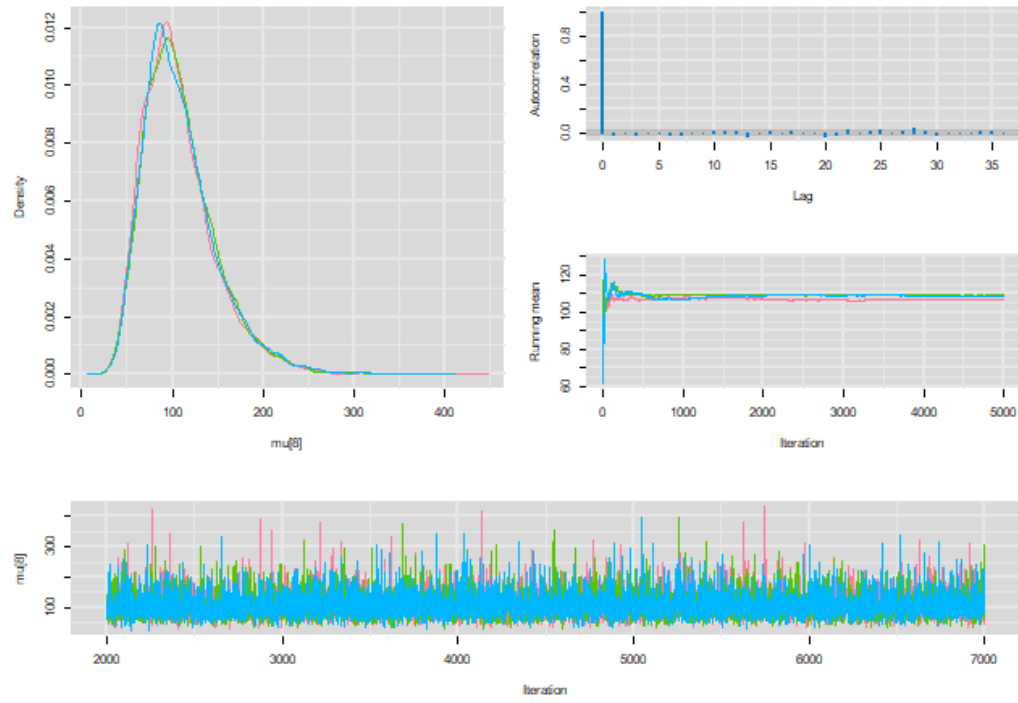 Density
0.000 0.002 0.004 0.006 0.008 0.010 0.012
0 100 200 300 400
mu[8]
Autocorrelation
0.0 0.4 0.8
0 5 10 15 20 25 30 35
Lag
Running mean
60 80 100 120
0 1000 2000 3000 4000 5000
Iteration
mu[8]
100 300
2000 3000 4000 5000 6000 7000
Iteration